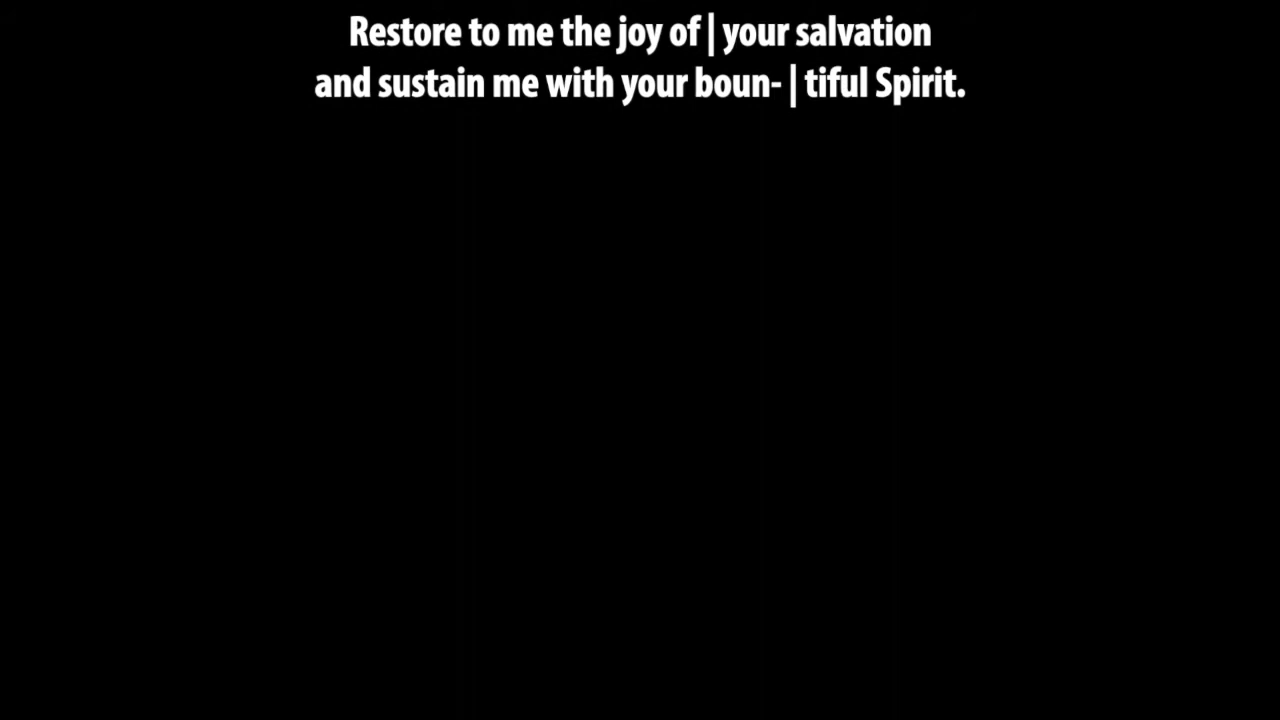 Restore to me the joy of | your salvation
and sustain me with your boun- | tiful Spirit.